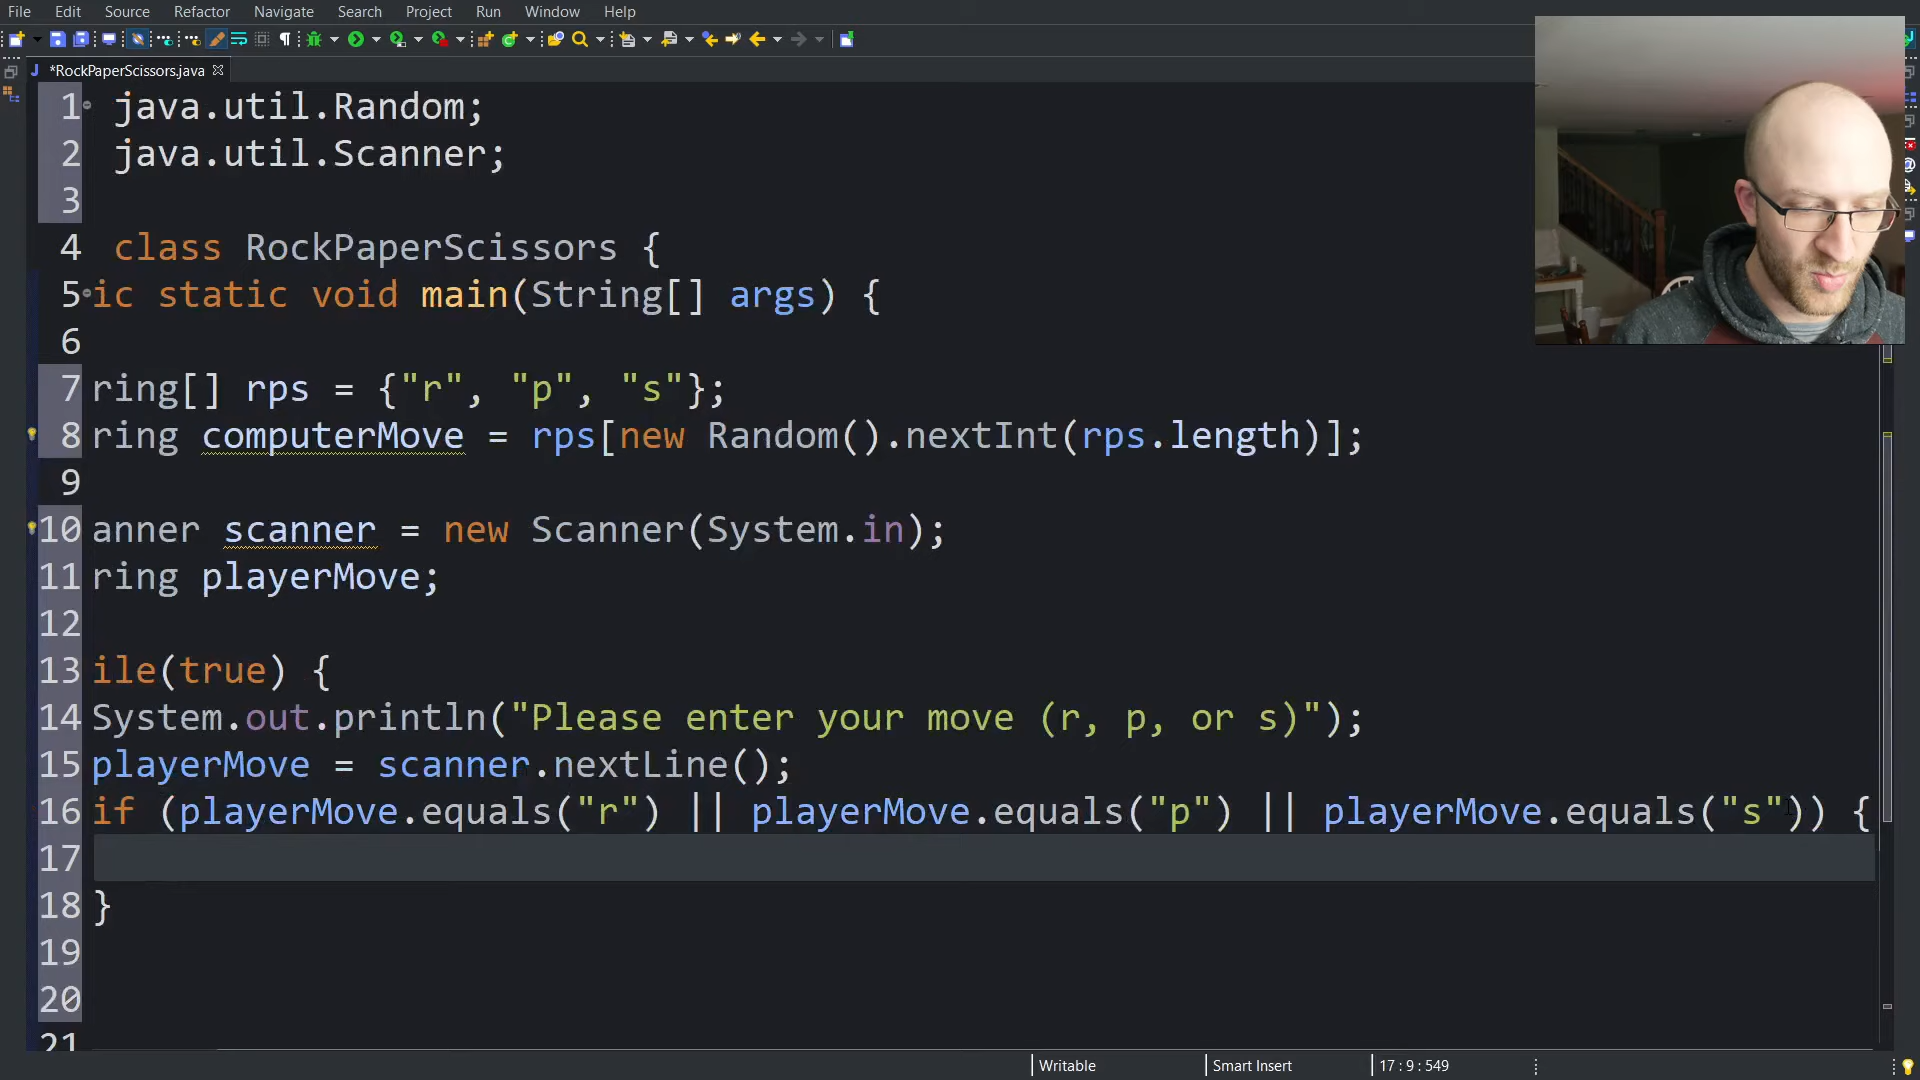 File Edit Source Refactor Navigate Search Project Run Window Help
*RockPaperScissors.java
1 java.util.Random;
2 java.util.Scanner;
3
4 class RockPaperScissors {
5 ic static void main(String[] args) {
6
7 ring[] rps = {"r", "p", "s"};
8 ring computerMove = rps[new Random().nextInt(rps.length)];
9
10 anner scanner = new Scanner(System.in);
11 ring playerMove;
12
13 ile(true) {
14 System.out.println("Please enter your move (r, p, or s)");
15 playerMove = scanner.nextLine();
16 if (playerMove.equals("r") || playerMove.equals("p") || playerMove.equals("s")) {
17
18 }
19
20
21
Writable Smart Insert 17 : 9 : 549